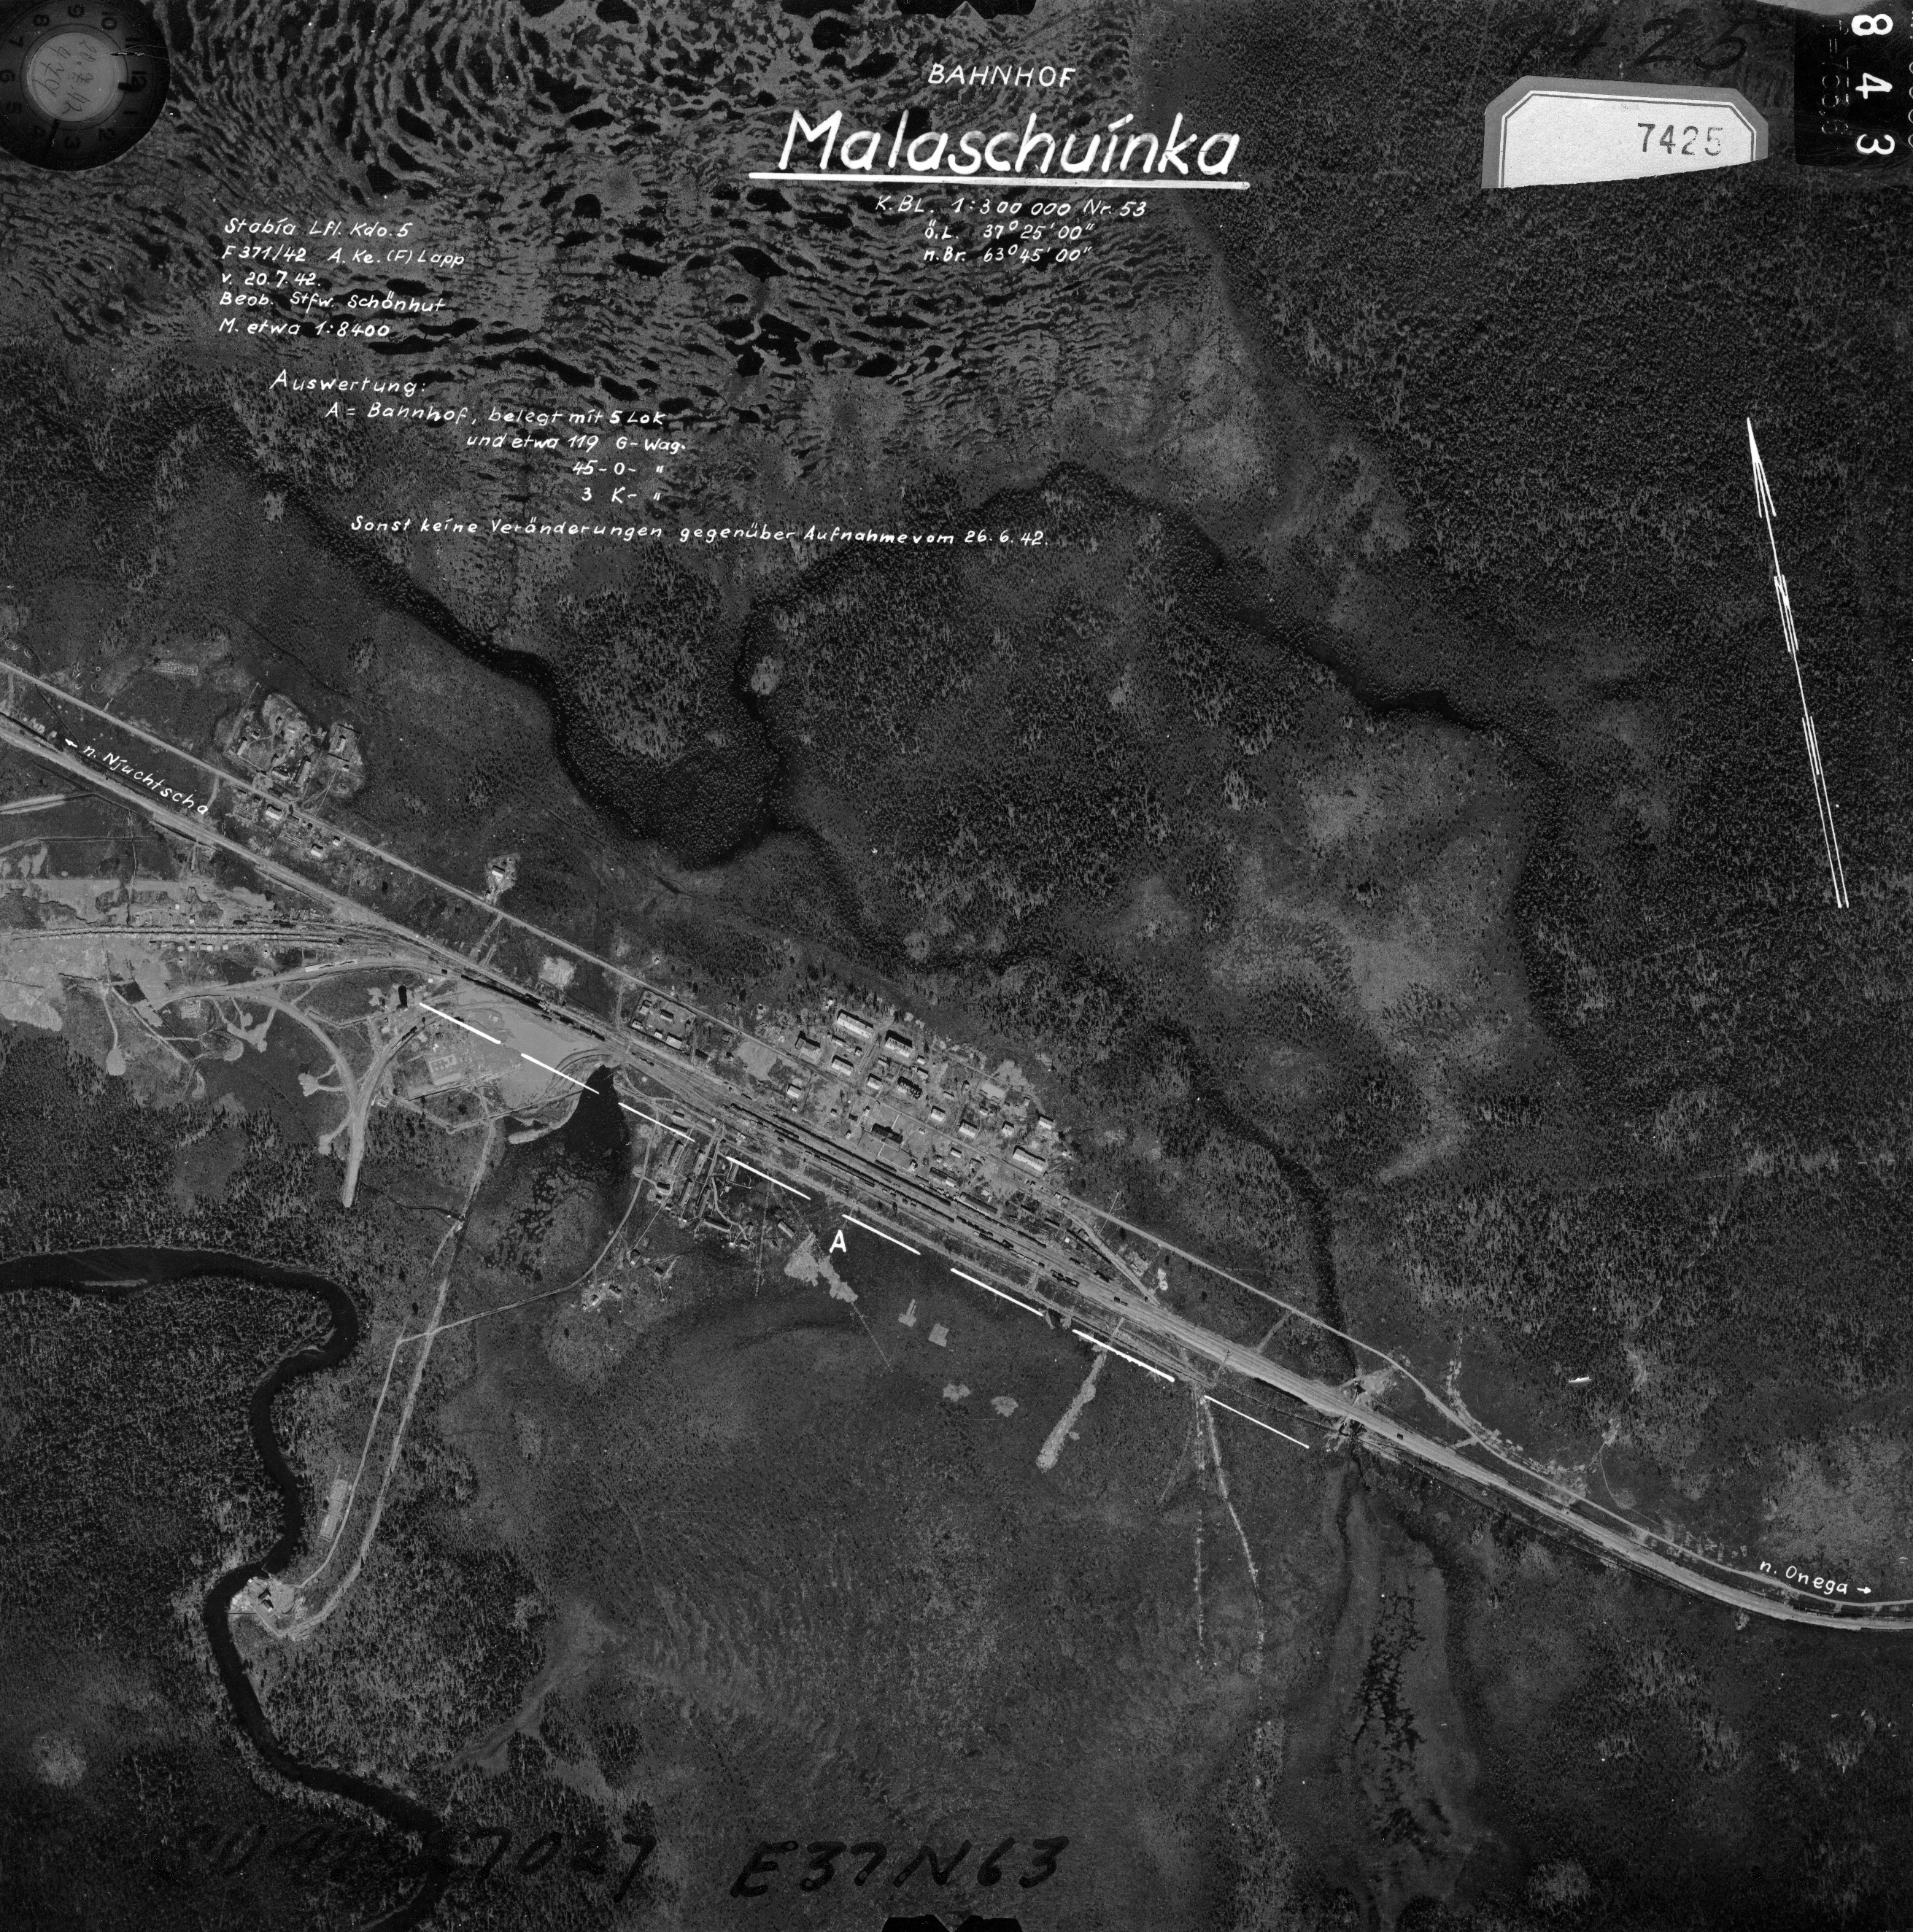 BAHNHOF
Malaschuínka
K.BL. 1:300 000 Nr. 53
ö.L. 37° 25' 00"
n.Br. 63° 45' 00"
7425
843
Stabia Lfl. Kdo. 5
F 371/42 A. Ke. (F) Lapp
v. 20.7.42.
Beob. Stfw. Schönhut
M. etwa 1:8400
Auswertung:
A = Bahnhof, belegt mit 5 Lok
und etwa 119 G-Wag.
45-O- "
3 K- "
Sonst keine Veränderungen gegenüber Aufnahme vom 26.6.42.
N
← n. Njuchtscha
A
n. Onega →
7027 E37N63